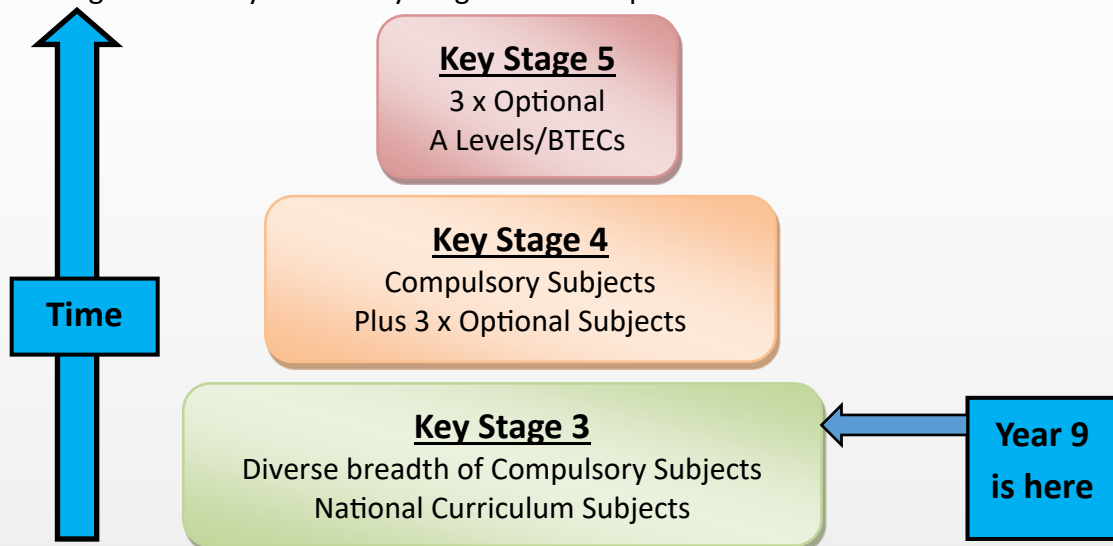 Key Stage 5
3 x Optional
A Levels/BTECs
Key Stage 4
Compulsory Subjects
Plus 3 x Optional Subjects
Time
Key Stage 3
Diverse breadth of Compulsory Subjects
National Curriculum Subjects
Year 9
is here